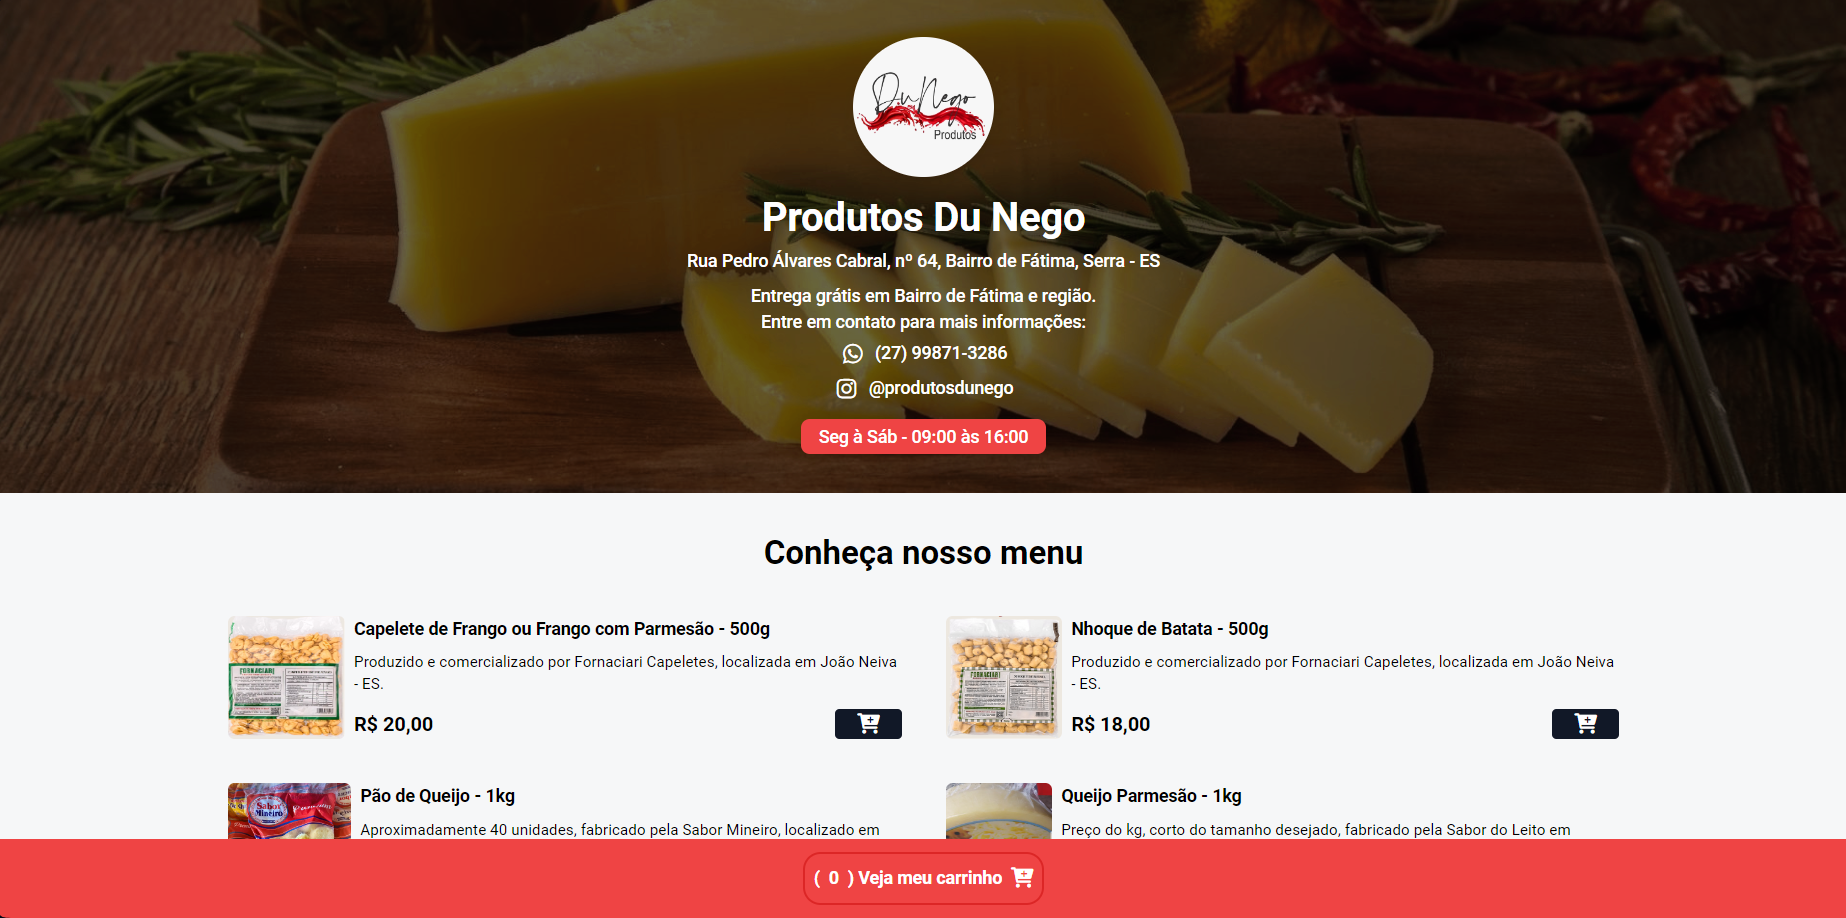 Du Nego
Produtos
Produtos Du Nego
Rua Pedro Álvares Cabral, nº 64, Bairro de Fátima, Serra - ES
Entrega grátis em Bairro de Fátima e região.
Entre em contato para mais informações:
(27) 99871-3286
@produtosdunego
Seg à Sáb - 09:00 às 16:00
Conheça nosso menu
Capelete de Frango ou Frango com Parmesão - 500g
Produzido e comercializado por Fornaciari Capeletes, localizada em João Neiva
- ES.
R$ 20,00
FORNACIARI
Nhoque de Batata - 500g
Produzido e comercializado por Fornaciari Capeletes, localizada em João Neiva
- ES.
R$ 18,00
FORNACIARI
Pão de Queijo - 1kg
Aproximadamente 40 unidades, fabricado pela Sabor Mineiro, localizado em
Sabor
Mineiro
Queijo Parmesão - 1kg
Preço do kg, corto do tamanho desejado, fabricado pela Sabor do Leito em
( 0 ) Veja meu carrinho